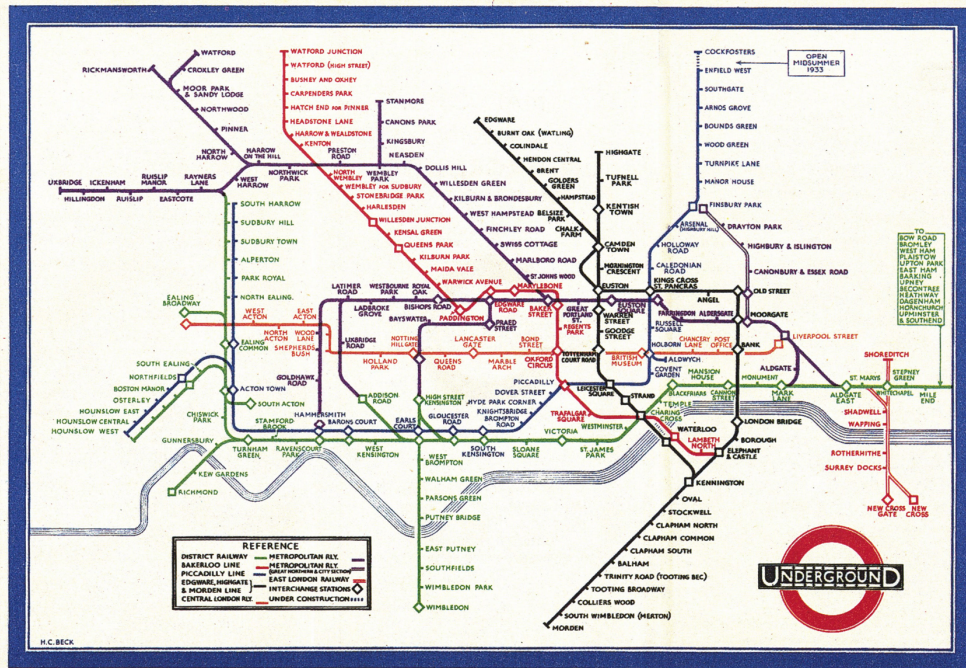 WATFORD
RICKMANSWORTH
CROXLEY GREEN
MOOR PARK
& SANDY LODGE
NORTHWOOD
PINNER
NORTH
HARROW
HARROW
ON THE HILL
NORTHWICK
PARK
PRESTON
ROAD
WEMBLEY
PARK
NEASDEN
STANMORE
CANONS PARK
KINGSBURY
DOLLIS HILL
WILLESDEN GREEN
KILBURN & BRONDESBURY
WEST HAMPSTEAD
FINCHLEY ROAD
SWISS COTTAGE
MARLBORO ROAD
ST JOHNS WOOD
WATFORD JUNCTION
WATFORD (HIGH STREET)
BUSHEY AND OXHEY
CARPENDERS PARK
HATCH END FOR PINNER
HEADSTONE LANE
HARROW & WEALDSTONE
KENTON
NORTH
WEMBLEY
WEMBLEY FOR SUDBURY
STONEBRIDGE PARK
HARLESDEN
WILLESDEN JUNCTION
KENSAL GREEN
QUEENS PARK
KILBURN PARK
MAIDA VALE
WARWICK AVENUE
MARYLEBONE
PADDINGTON
EDGWARE
ROAD
BAKER
STREET
EDGWARE
BURNT OAK (WATLING)
COLINDALE
HENDON CENTRAL
BRENT
GOLDERS
GREEN
HAMPSTEAD
BELSIZE
PARK
CHALK
FARM
HIGHGATE
TUFNELL
PARK
KENTISH
TOWN
CAMDEN
TOWN
MORNINGTON
CRESCENT
EUSTON
COCKFOSTERS
ENFIELD WEST
SOUTHGATE
ARNOS GROVE
BOUNDS GREEN
WOOD GREEN
TURNPIKE LANE
MANOR HOUSE
OPEN
MIDSUMMER
1933
FINSBURY PARK
ARSENAL
(HIGHBURY HILL)
DRAYTON PARK
HOLLOWAY
ROAD
HIGHBURY & ISLINGTON
CALEDONIAN
ROAD
CANONBURY & ESSEX ROAD
KINGS CROSS
ST. PANCRAS
ANGEL
OLD STREET
TO
BOW ROAD
BROMLEY
WEST HAM
PLAISTOW
UPTON PARK
EAST HAM
BARKING
UPNEY
BECONTREE
HEATHWAY
DAGENHAM
HORNCHURCH
UPMINSTER
& SOUTHEND
UXBRIDGE
HILLINGDON
ICKENHAM
RUISLIP
RUISLIP
MANOR
EASTCOTE
RAYNERS
LANE
WEST
HARROW
SOUTH HARROW
SUDBURY HILL
SUDBURY TOWN
ALPERTON
PARK ROYAL
NORTH EALING
EALING
BROADWAY
EALING
COMMON
WEST
ACTON
NORTH
ACTON
EAST
ACTON
WOOD
LANE
SHEPHERDS
BUSH
LATIMER
ROAD
LADBROKE
GROVE
WESTBOURNE
PARK
ROYAL
OAK
BISHOPS ROAD
BAYSWATER
PRAED
STREET
UXBRIDGE
ROAD
GOLDHAWK
ROAD
HOLLAND
PARK
NOTTING
HILL GATE
QUEENS
ROAD
LANCASTER
GATE
MARBLE
ARCH
BOND
STREET
OXFORD
CIRCUS
GREAT
PORTLAND
ST.
REGENTS
PARK
EUSTON
SQUARE
WARREN
STREET
GOODGE
STREET
TOTTENHAM
COURT ROAD
FARRINGDON
ALDERSGATE
MOORGATE
RUSSELL
SQUARE
BRITISH
MUSEUM
HOLBORN
CHANCERY
LANE
POST
OFFICE
BANK
LIVERPOOL STREET
ALDWYCH
COVENT
GARDEN
LEICESTER
SQUARE
STRAND
PICCADILLY
DOVER STREET
HYDE PARK CORNER
KNIGHTSBRIDGE
BROMPTON
ROAD
TRAFALGAR
SQUARE
CHARING
CROSS
TEMPLE
BLACKFRIARS
MANSION
HOUSE
CANNON
STREET
MONUMENT
MARK
LANE
ALDGATE
ALDGATE
EAST
ST. MARYS
WHITECHAPEL
STEPNEY
GREEN
MILE
END
SHOREDITCH
SHADWELL
WAPPING
ROTHERHITHE
SURREY DOCKS
NEW CROSS
GATE
NEW
CROSS
SOUTH EALING
NORTHFIELDS
BOSTON MANOR
OSTERLEY
HOUNSLOW EAST
HOUNSLOW CENTRAL
HOUNSLOW WEST
ACTON TOWN
SOUTH ACTON
CHISWICK
PARK
GUNNERSBURY
KEW GARDENS
RICHMOND
TURNHAM
GREEN
STAMFORD
BROOK
RAVENSCOURT
PARK
HAMMERSMITH
BARONS COURT
WEST
KENSINGTON
ADDISON
ROAD
EARLS
COURT
HIGH STREET
KENSINGTON
GLOUCESTER
ROAD
SOUTH
KENSINGTON
SLOANE
SQUARE
VICTORIA
ST. JAMES
PARK
WESTMINSTER
WATERLOO
LAMBETH
NORTH
ELEPHANT
& CASTLE
LONDON BRIDGE
BOROUGH
KENNINGTON
OVAL
STOCKWELL
CLAPHAM NORTH
CLAPHAM COMMON
CLAPHAM SOUTH
BALHAM
TRINITY ROAD (TOOTING BEC)
TOOTING BROADWAY
COLLIERS WOOD
SOUTH WIMBLEDON (MERTON)
MORDEN
WEST
BROMPTON
WALHAM GREEN
PARSONS GREEN
PUTNEY BRIDGE
EAST PUTNEY
SOUTHFIELDS
WIMBLEDON PARK
WIMBLEDON
REFERENCE
DISTRICT RAILWAY
BAKERLOO LINE
PICCADILLY LINE
EDGWARE, HIGHGATE
& MORDEN LINE
CENTRAL LONDON RLY.
METROPOLITAN RLY.
METROPOLITAN RLY.
(GREAT NORTHERN & CITY SECTION)
EAST LONDON RAILWAY
INTERCHANGE STATIONS
UNDER CONSTRUCTION
UNDERGROUND
H.C. BECK